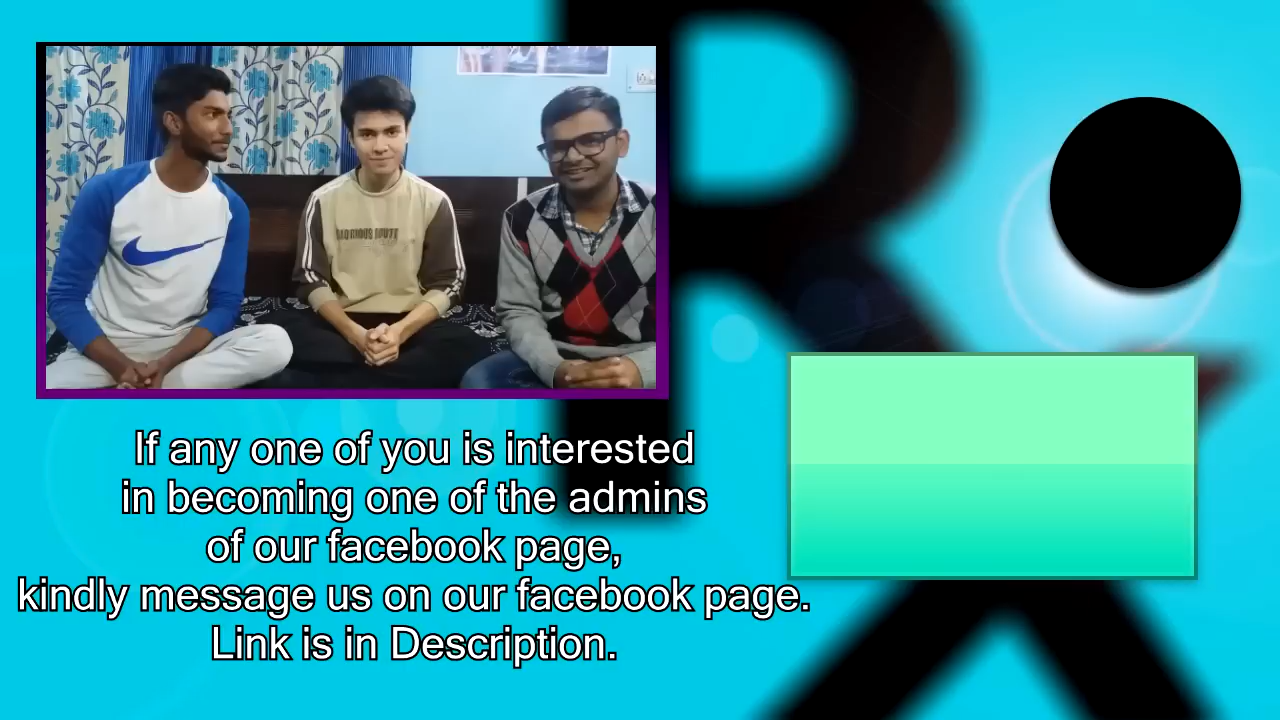 If any one of you is interested
in becoming one of the admins
of our facebook page,
kindly message us on our facebook page.
Link is in Description.